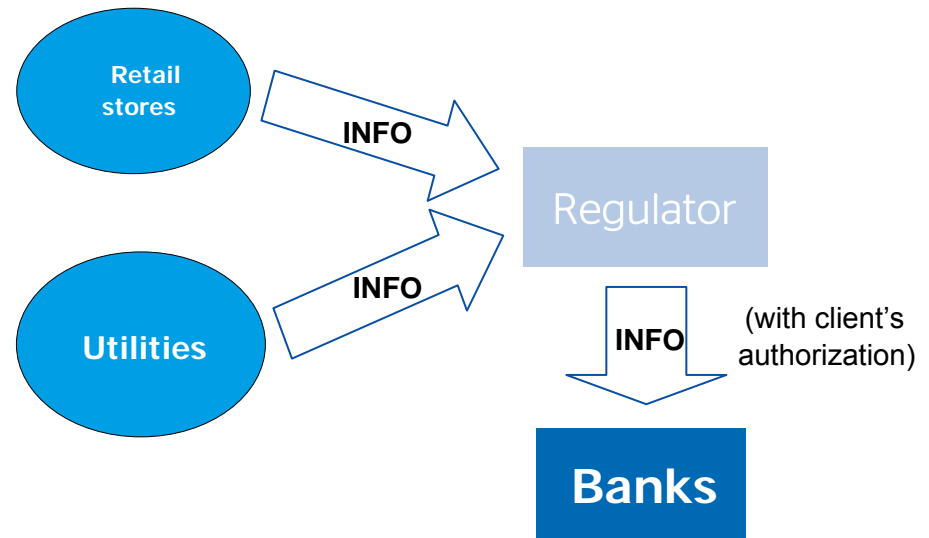 Retail
stores
INFO
Regulator
INFO
Utilities
INFO
(with client’s
authorization)
Banks